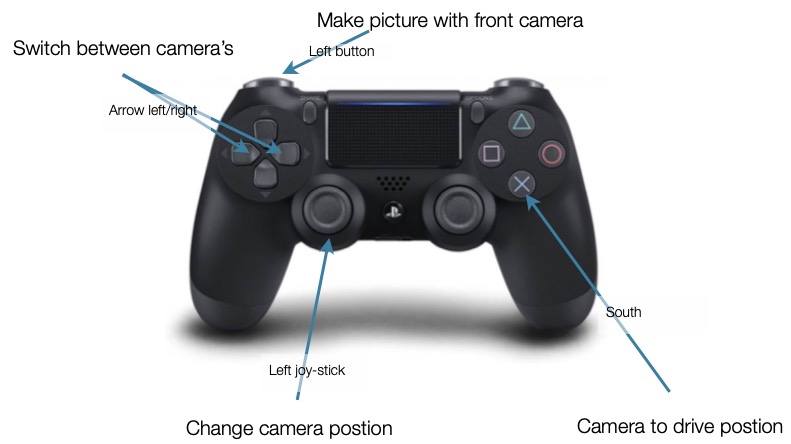 Make picture with front camera
Switch between camera's
Left button
Arrow left/right
South
Left joy-stick
Change camera postion
Camera to drive postion